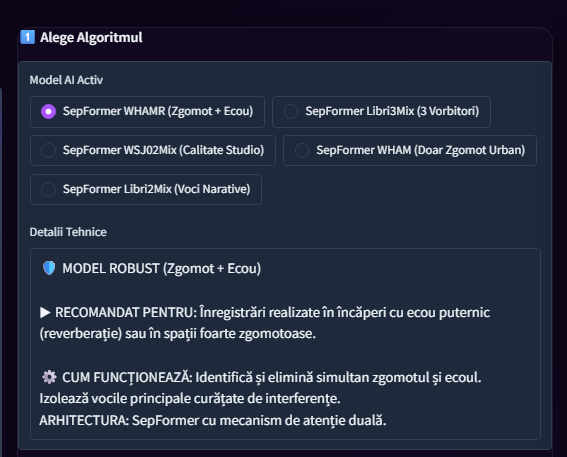 1 Alege Algoritmul
Model AI Activ
SepFormer WHAMR (Zgomot + Ecou)
SepFormer Libri3Mix (3 Vorbitori)
SepFormer WSJ02Mix (Calitate Studio)
SepFormer WHAM (Doar Zgomot Urban)
SepFormer Libri2Mix (Voci Narative)
Detalii Tehnice
🛡️ MODEL ROBUST (Zgomot + Ecou)
▶ RECOMANDAT PENTRU: Înregistrări realizate în încăperi cu ecou puternic
(reverberație) sau în spații foarte zgomotoase.
⚙️ CUM FUNCȚIONEAZĂ: Identifică și elimină simultan zgomotul și ecoul.
Izolează vocile principale curățate de interferențe.
ARHITECTURA: SepFormer cu mecanism de atenție duală.